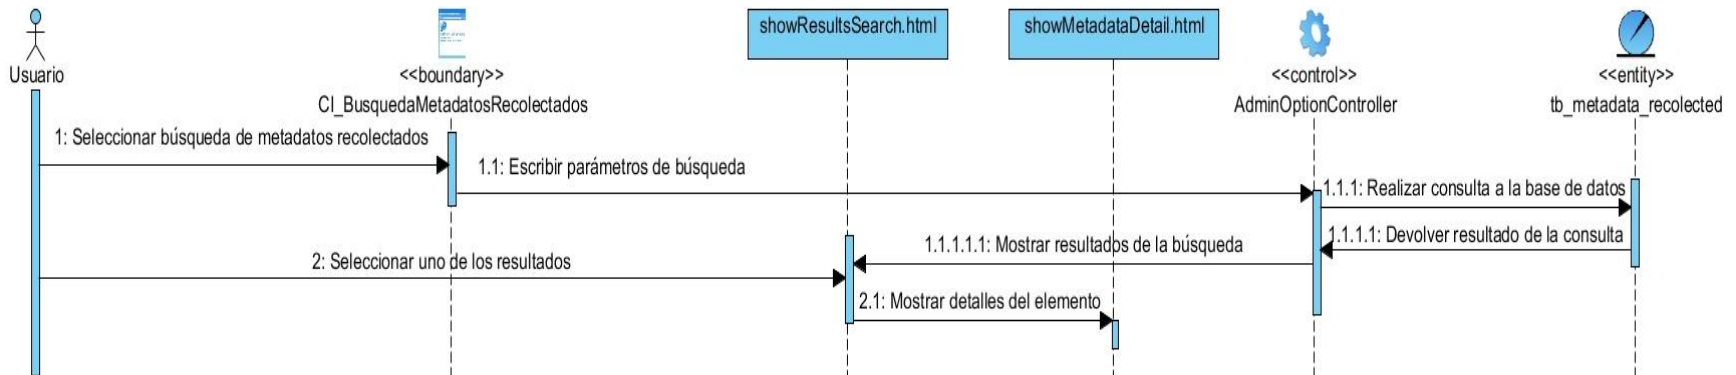 showResultsSearch.html
showMetadataDetail.html
Usuario
<<boundary>>
CI_BusquedaMetadatosRecolectados
<<control>>
AdminOptionController
<<entity>>
tb_metadata_recolected
1: Seleccionar búsqueda de metadatos recolectados
1.1: Escribir parámetros de búsqueda
1.1.1: Realizar consulta a la base de datos
1.1.1.1: Devolver resultado de la consulta
1.1.1.1.1: Mostrar resultados de la búsqueda
2: Seleccionar uno de los resultados
2.1: Mostrar detalles del elemento